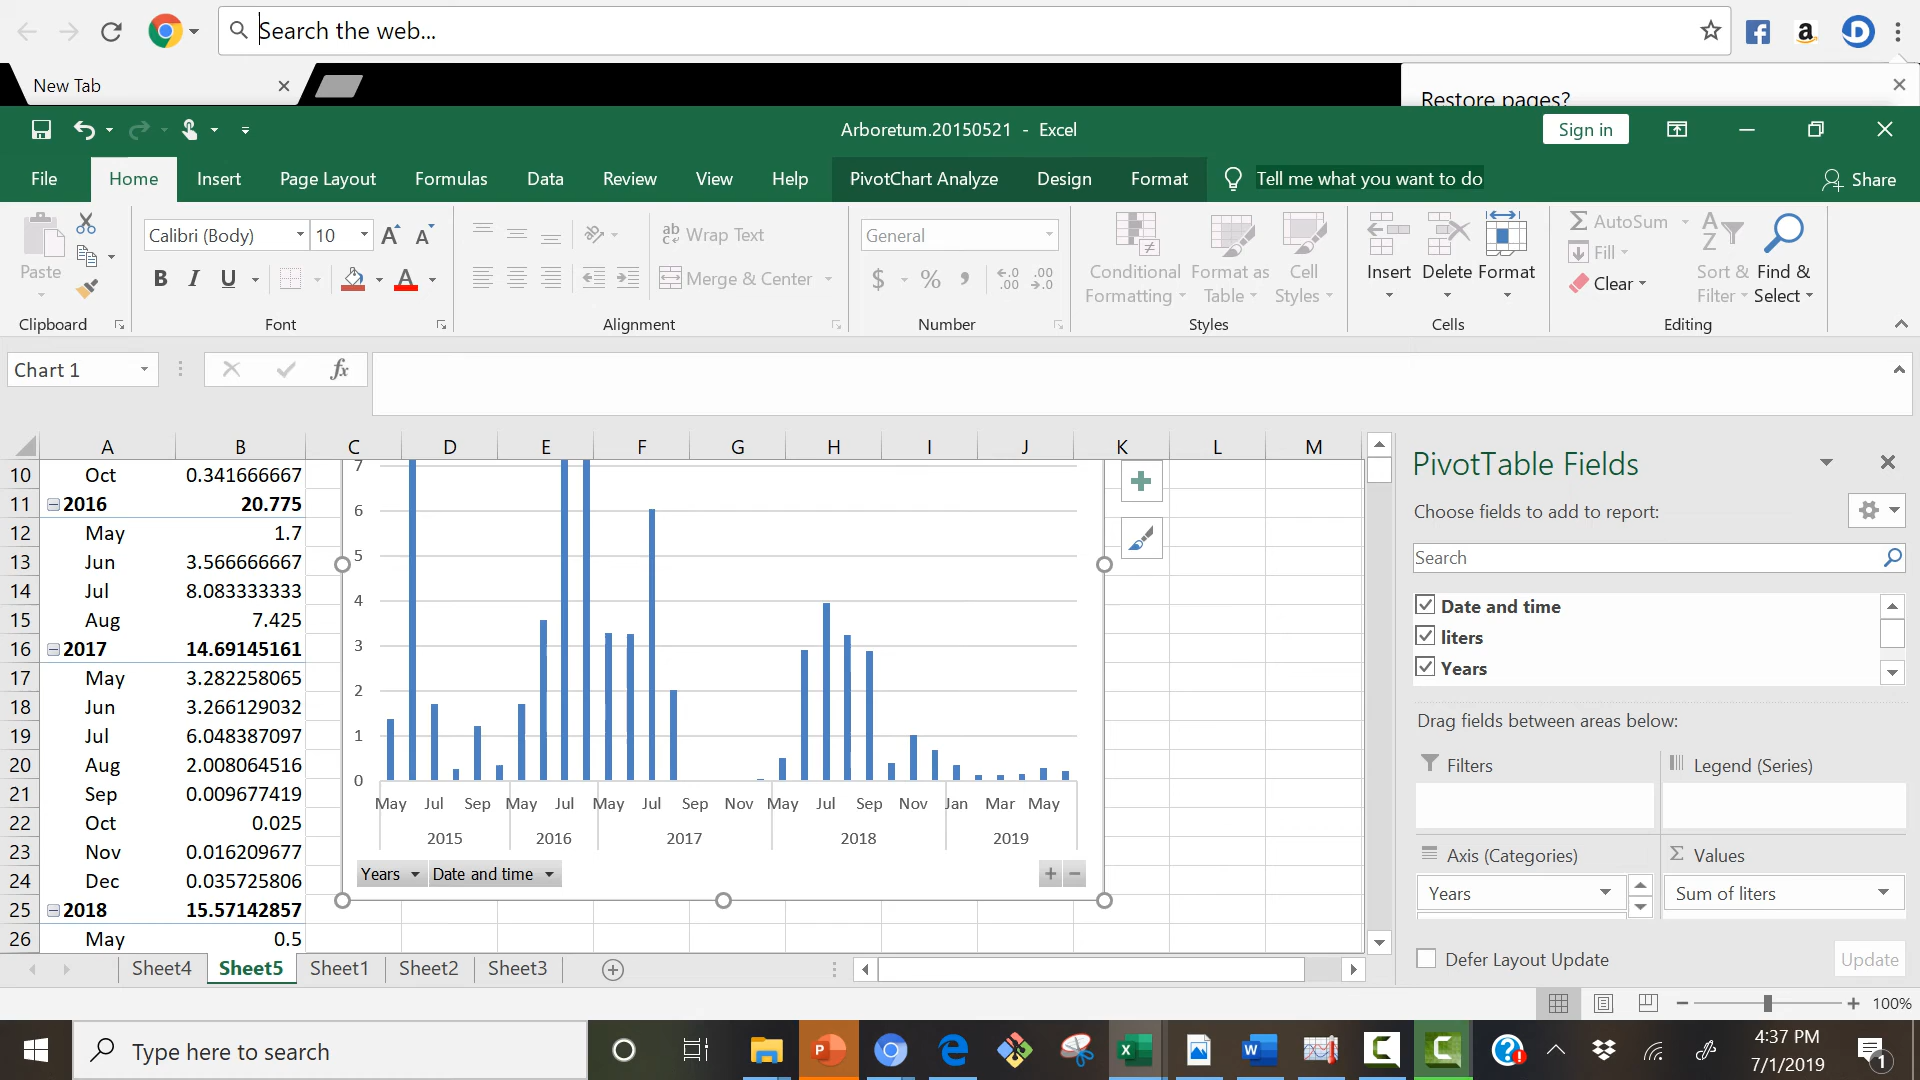 Search the web...
New Tab
Restore pages?
Arboretum.20150521 - Excel
Sign in
File Home Insert Page Layout Formulas Data Review View Help PivotChart Analyze Design Format Tell me what you want to do Share
Paste
Clipboard
Calibri (Body) 10 A A
B I U A
Font
Wrap Text
Merge & Center
Alignment
General
$ % , .00 .00
Number
Conditional Formatting
Format as Table
Cell Styles
Styles
Insert Delete Format
Cells
AutoSum
Fill
Clear
Sort & Filter
Find & Select
Editing
Chart 1 fx
A B C D E F G H I J K L M
10 Oct 0.341666667
11 2016 20.775
12 May 1.7
13 Jun 3.566666667
14 Jul 8.083333333
15 Aug 7.425
16 2017 14.69145161
17 May 3.282258065
18 Jun 3.266129032
19 Jul 6.048387097
20 Aug 2.008064516
21 Sep 0.009677419
22 Oct 0.025
23 Nov 0.016209677
24 Dec 0.035725806
25 2018 15.57142857
26 May 0.5
7
6
5
4
3
2
1
0
May Jul Sep May Jul May Jul Sep Nov May Jul Sep Nov Jan Mar May
2015 2016 2017 2018 2019
Years Date and time
PivotTable Fields
Choose fields to add to report:
Search
Date and time
liters
Years
Drag fields between areas below:
Filters
Legend (Series)
Axis (Categories)
Σ Values
Years
Sum of liters
Defer Layout Update Update
Sheet4 Sheet5 Sheet1 Sheet2 Sheet3
100%
Type here to search
4:37 PM
7/1/2019
1